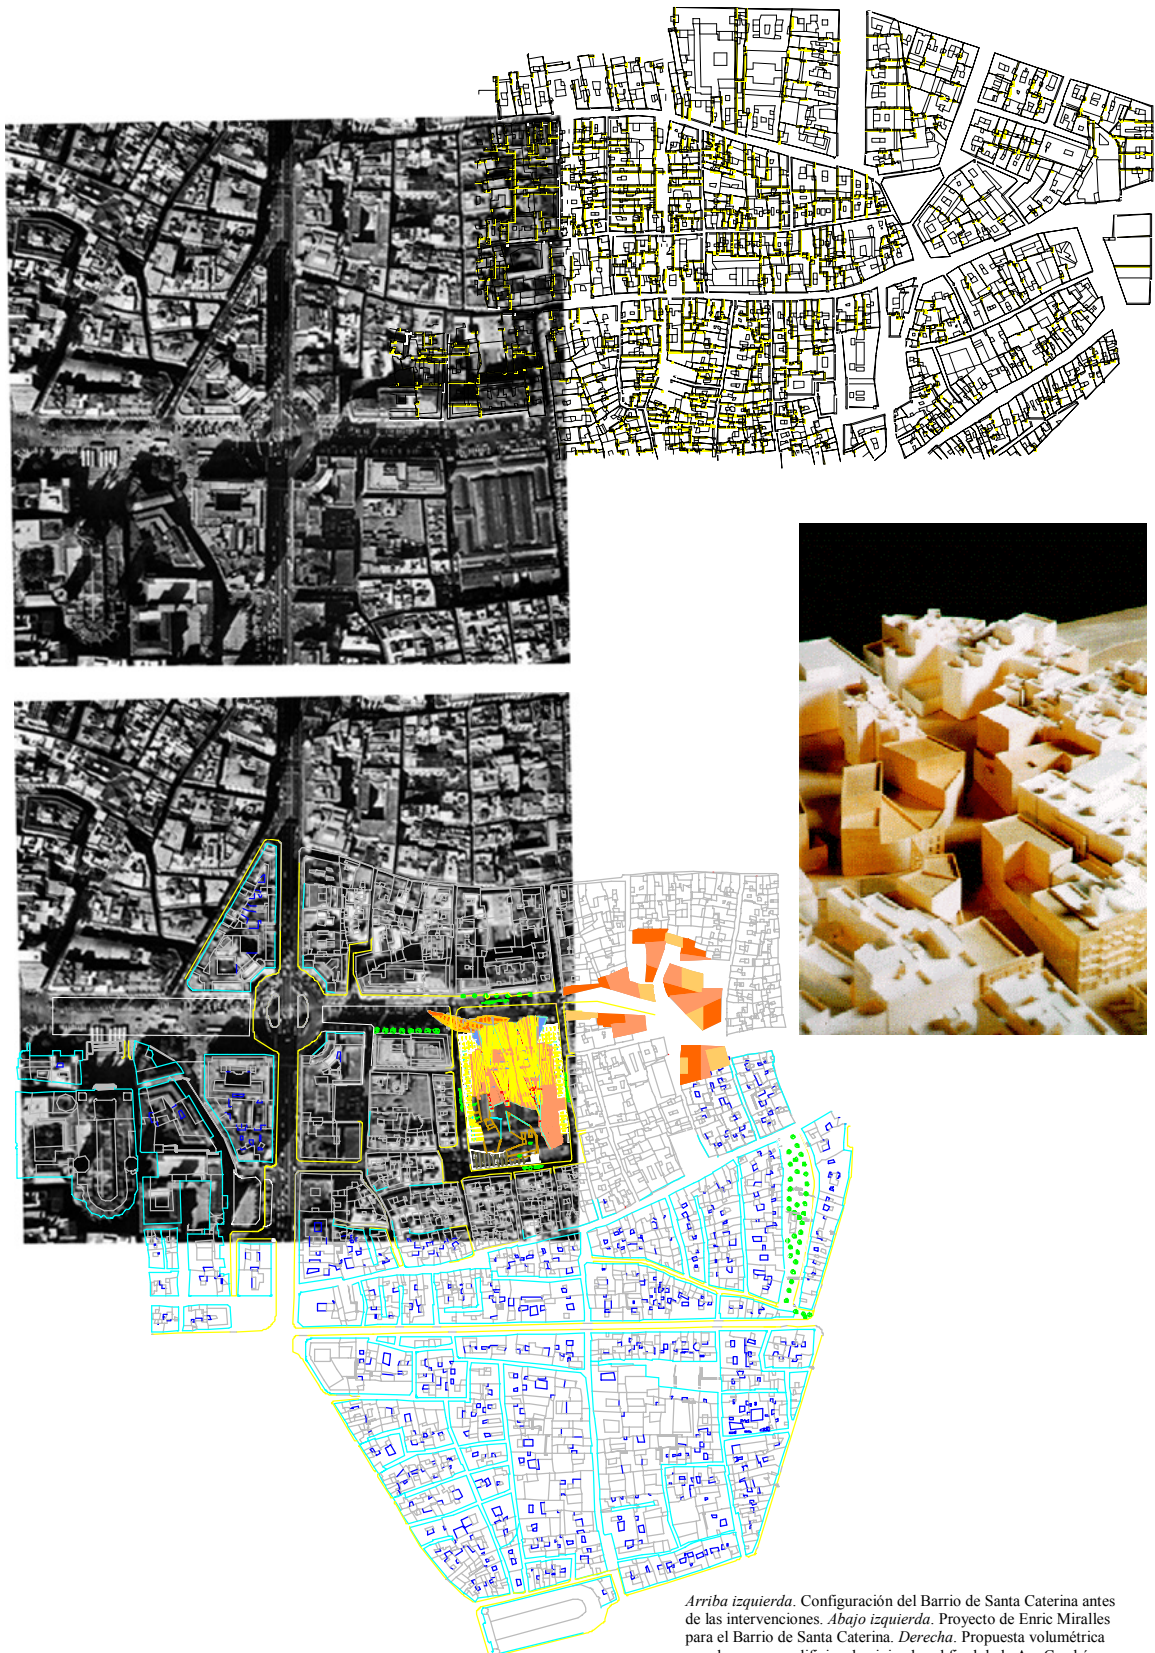 Arriba izquierda. Configuración del Barrio de Santa Caterina antes
de las intervenciones. Abajo izquierda. Proyecto de Enric Miralles
para el Barrio de Santa Caterina. Derecha. Propuesta volumétrica